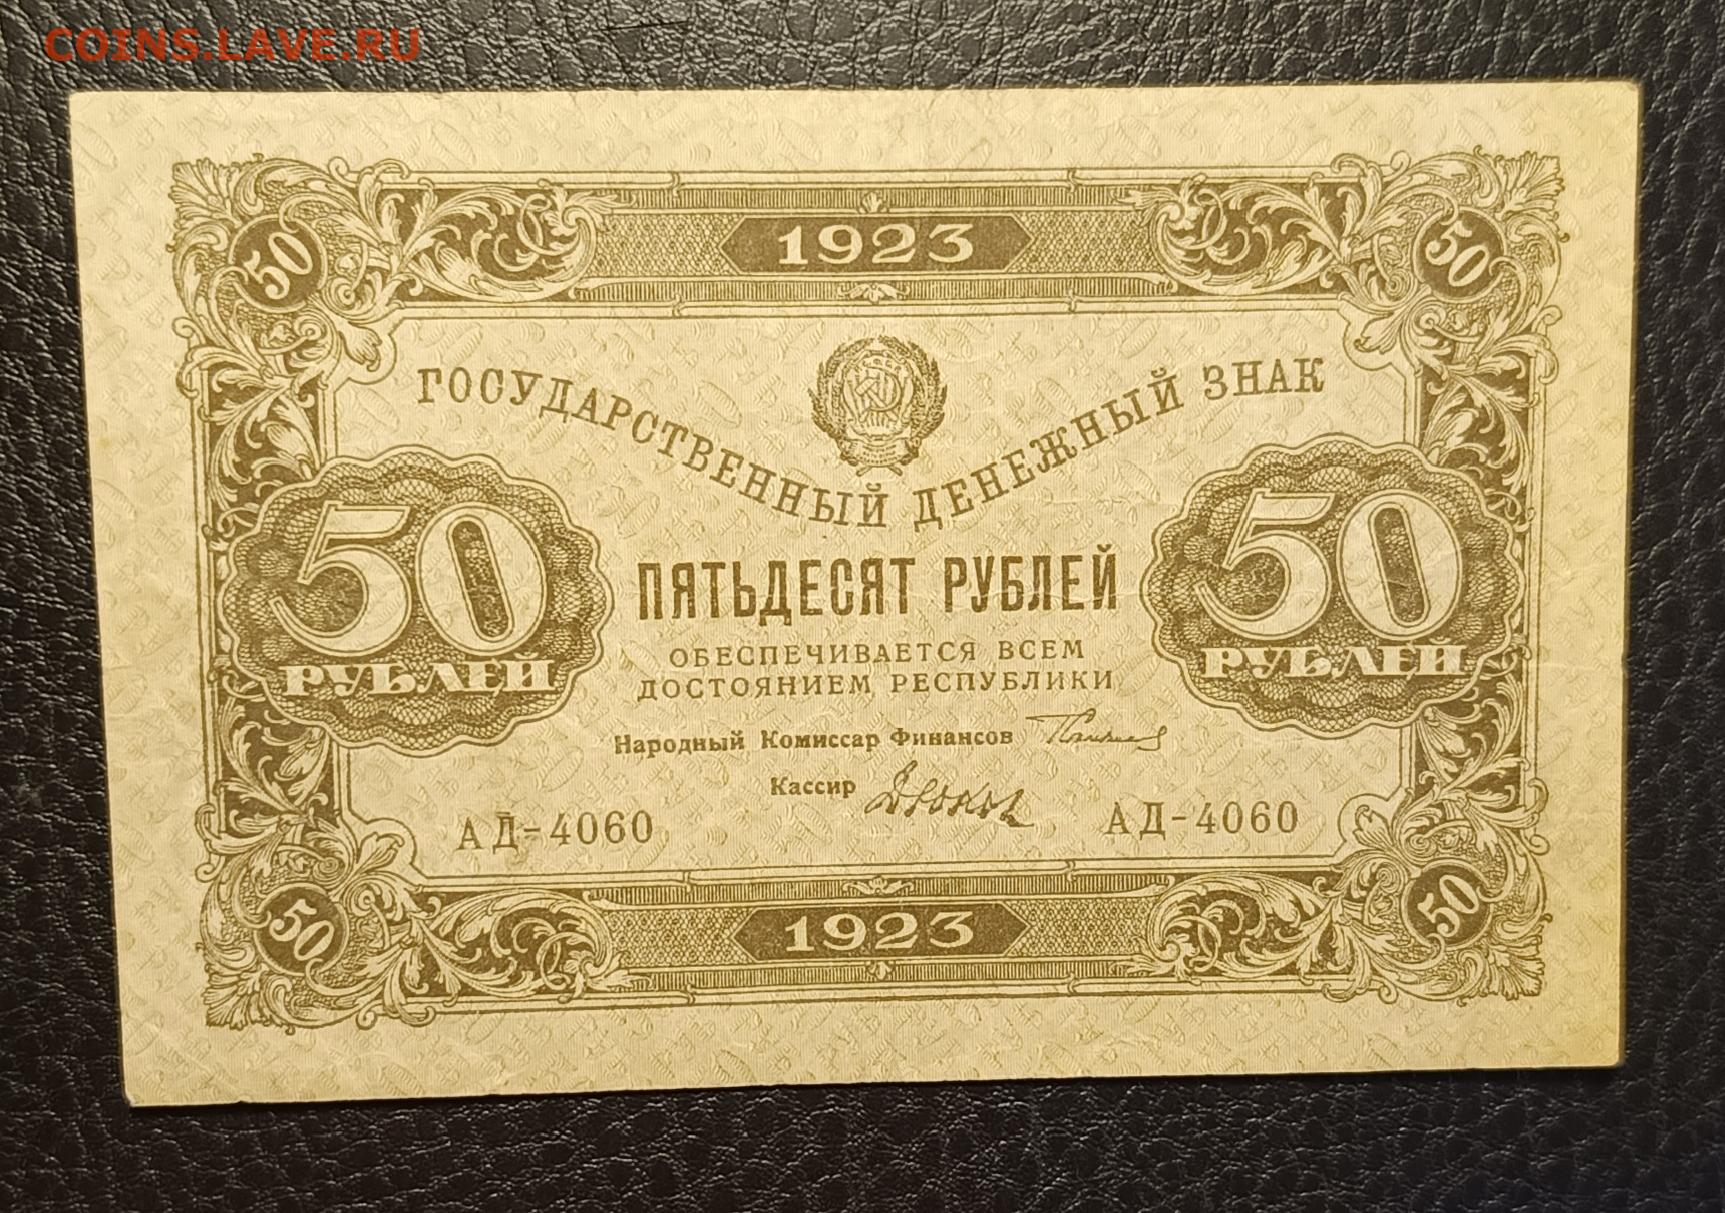 COINS.LAVE.RU
1923
50 50
ГОСУДАРСТВЕННЫЙ ДЕНЕЖНЫЙ ЗНАК
50 РУБЛЕЙ
ПЯТЬДЕСЯТ РУБЛЕЙ
50 РУБЛЕЙ
ОБЕСПЕЧИВАЕТСЯ ВСЕМ
ДОСТОЯНИЕМ РЕСПУБЛИКИ
Народный Комиссар Финансов
Кассир
АД-4060 АД-4060
50 50
1923